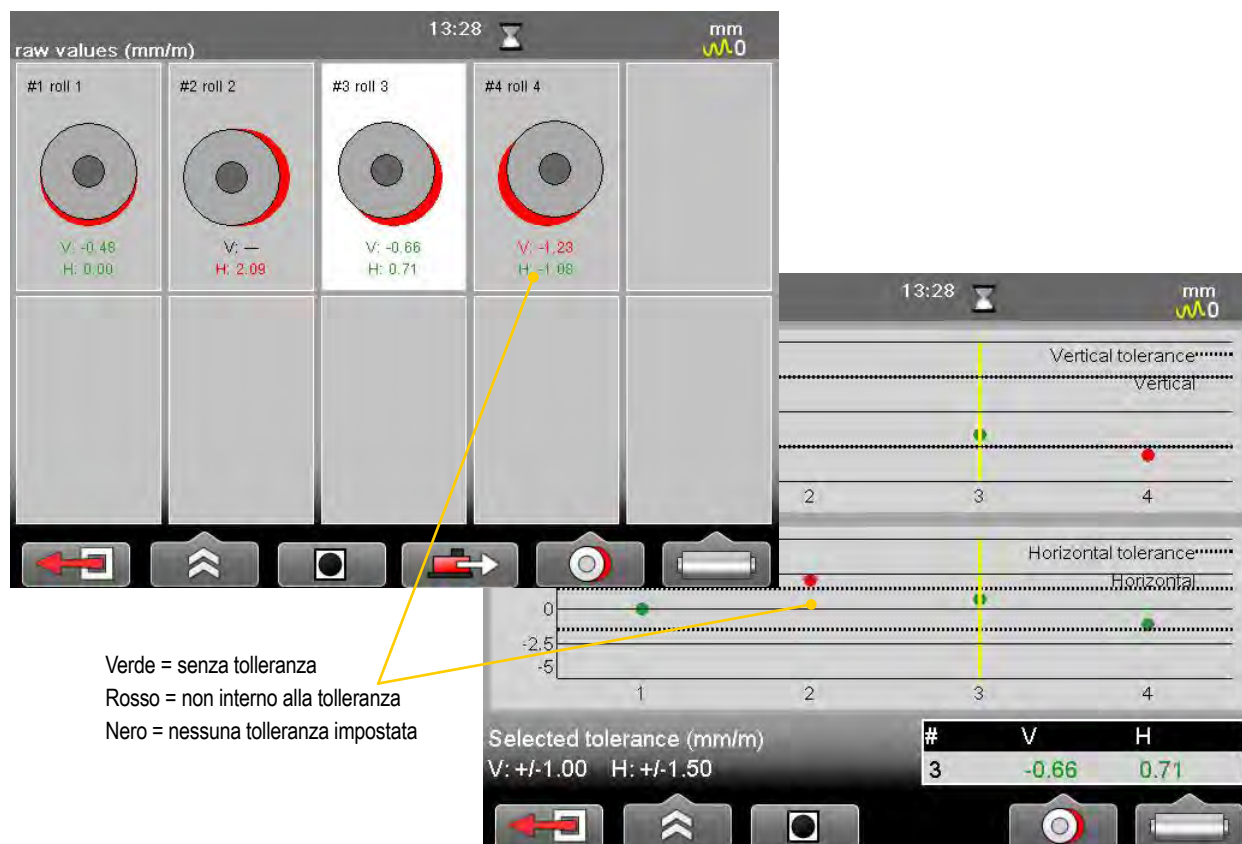 13:28
mm
raw values (mm/m)
0
#1 roll 1
#2 roll 2
#3 roll 3
#4 roll 4
V: -0.48
H: 0.00
V: —
H: 2.09
V: -0.66
H: 0.71
V: -1.23
H: -1.08
13:28
mm
0
Vertical tolerance
Vertical
2
3
4
Horizontal tolerance
Horizontal
0
-2.5
-5
1
2
3
4
Verde = senza tolleranza
Rosso = non interno alla tolleranza
Nero = nessuna tolleranza impostata
Selected tolerance (mm/m)
V: +/-1.00 H: +/-1.50
# V H
3 -0.66 0.71